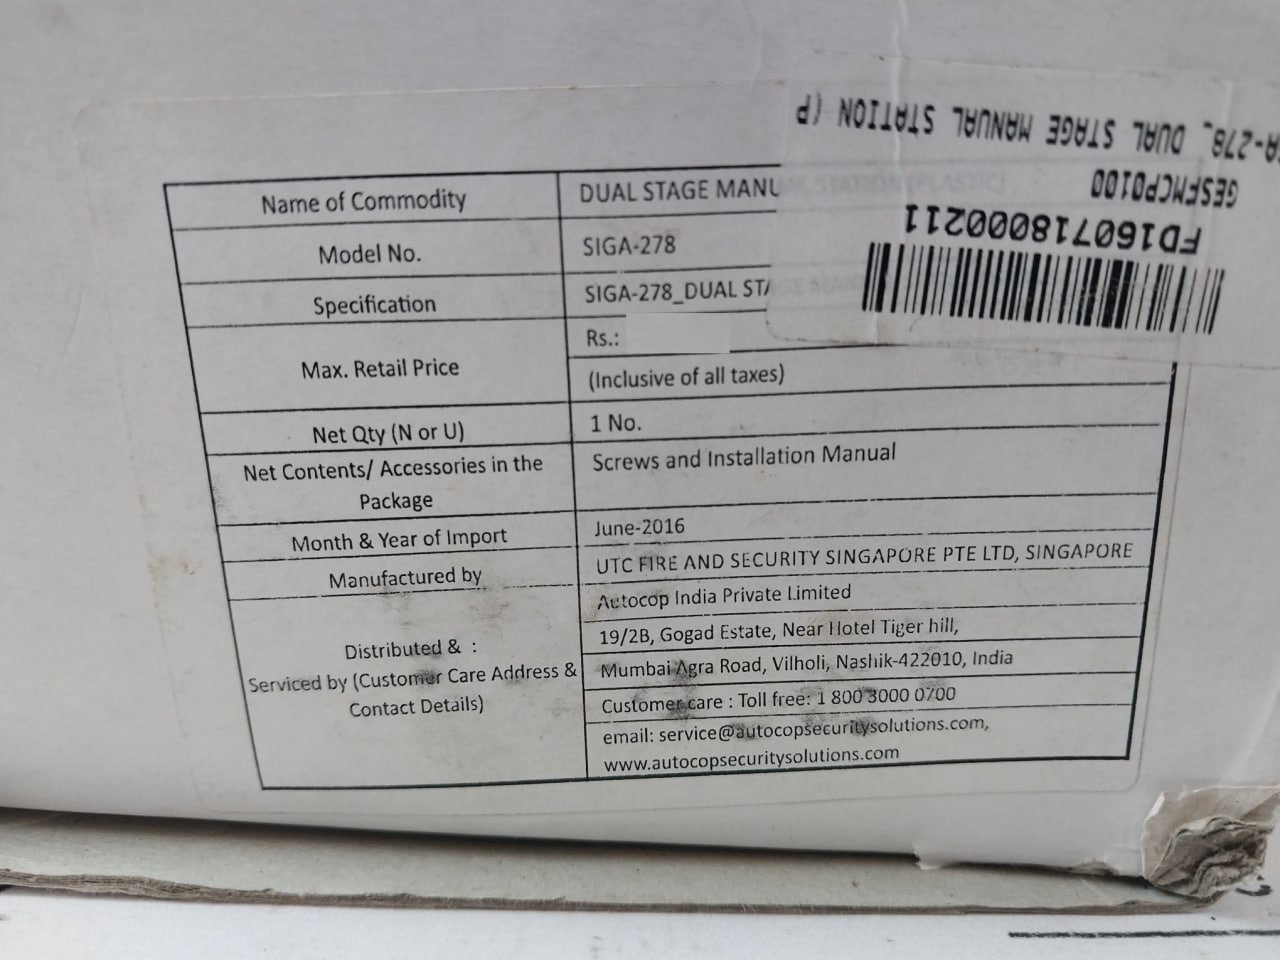 A-278_ DUAL STAGE MANUAL STATION (P
GESFMCP0100
FD160718000211
Name of Commodity DUAL STAGE MANUAL STATION (PLASTIC)
Model No. SIGA-278
Specification SIGA-278_DUAL STAGE
Max. Retail Price Rs.:
(Inclusive of all taxes)
Net Qty (N or U) 1 No.
Net Contents/ Accessories in the Package Screws and Installation Manual
Month & Year of Import June-2016
Manufactured by UTC FIRE AND SECURITY SINGAPORE PTE LTD, SINGAPORE
Distributed & :
Serviced by (Customer Care Address &
Contact Details)
Autocop India Private Limited
19/2B, Gogad Estate, Near Hotel Tiger hill,
Mumbai Agra Road, Vilholi, Nashik-422010, India
Customer care : Toll free: 1 800 3000 0700
email: service@autocopsecuritysolutions.com,
www.autocopsecuritysolutions.com